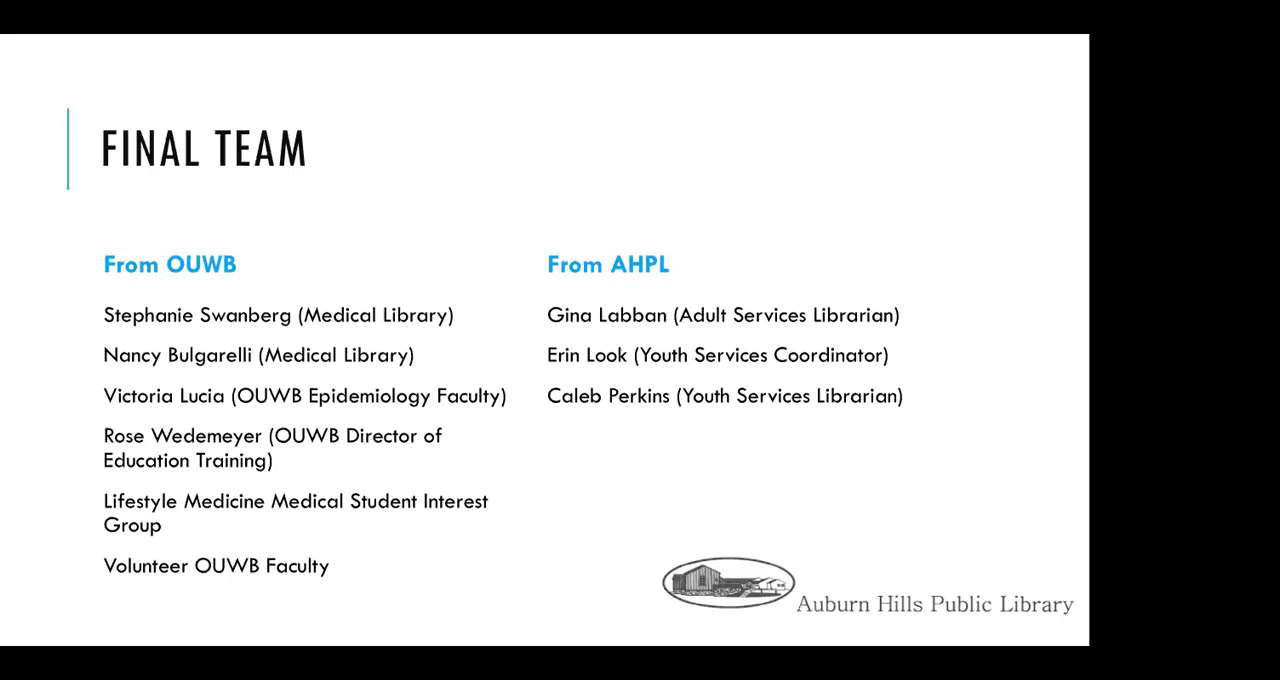 FINAL TEAM
From OUWB
Stephanie Swanberg (Medical Library)
Nancy Bulgarelli (Medical Library)
Victoria Lucia (OUWB Epidemiology Faculty)
Rose Wedemeyer (OUWB Director of
Education Training)
Lifestyle Medicine Medical Student Interest
Group
Volunteer OUWB Faculty
From AHPL
Gina Labban (Adult Services Librarian)
Erin Look (Youth Services Coordinator)
Caleb Perkins (Youth Services Librarian)
Auburn Hills Public Library